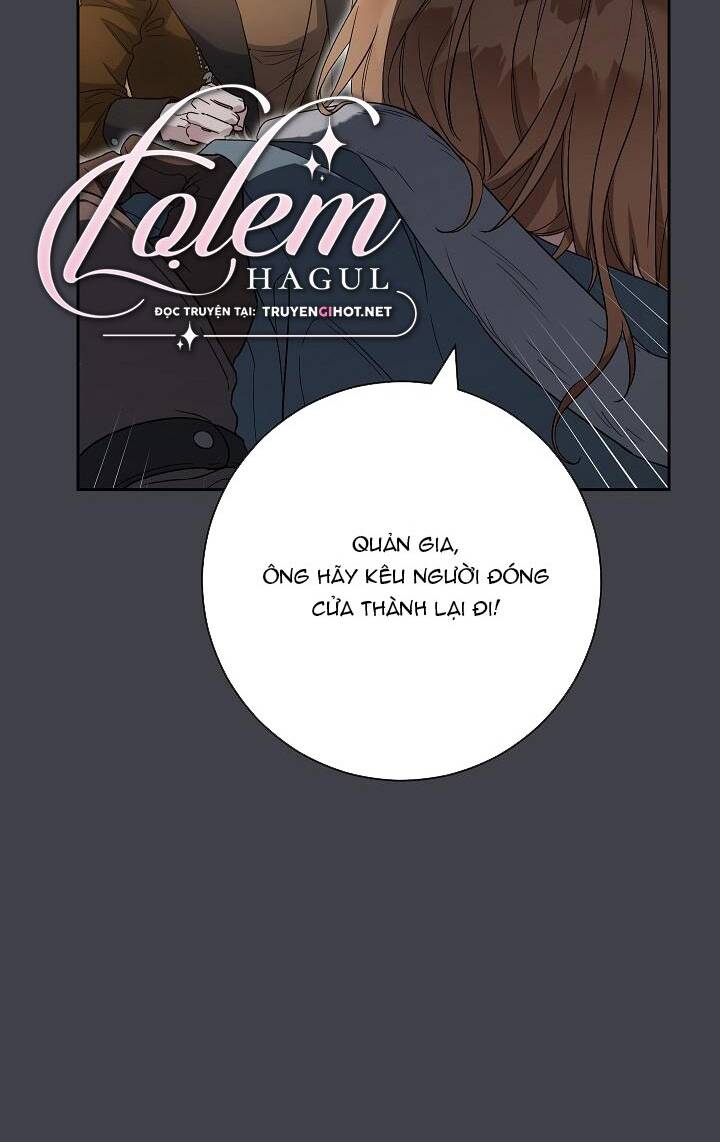 Lọlem
HAGUL
ĐỌC TRUYỆN TẠI: TRUYENGIHOT.NET
QUẢN GIA,
ÔNG HÃY KÊU NGƯỜI ĐÓNG
CỬA THÀNH LẠI ĐI!